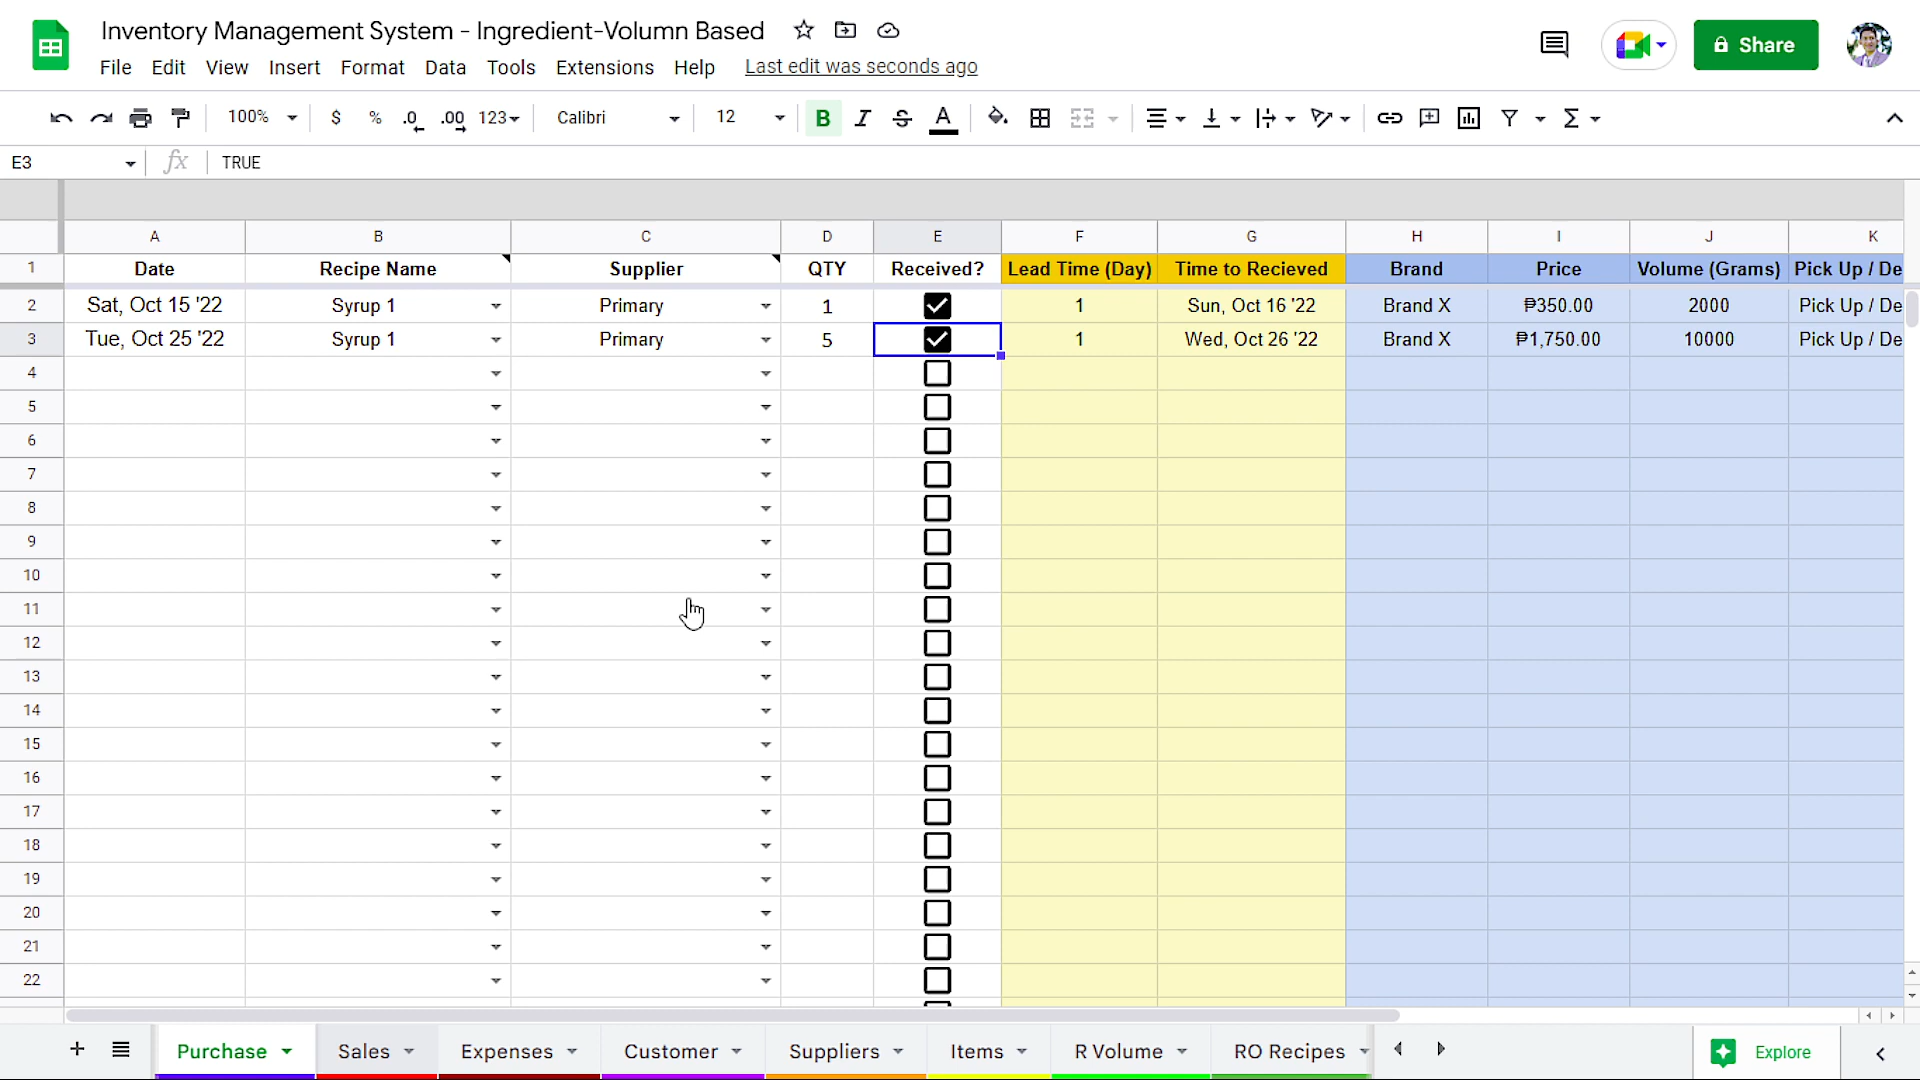 Inventory Management System - Ingredient-Volumn Based
File Edit View Insert Format Data Tools Extensions Help Last edit was seconds ago
Share
100% $ % .0 .00 123 Calibri 12 B I S A
E3 fx TRUE
A B C D E F G H I J K
1 Date Recipe Name Supplier QTY Received? Lead Time (Day) Time to Recieved Brand Price Volume (Grams) Pick Up / De
2 Sat, Oct 15 '22 Syrup 1 Primary 1 1 Sun, Oct 16 '22 Brand X ₱350.00 2000 Pick Up / De
3 Tue, Oct 25 '22 Syrup 1 Primary 5 1 Wed, Oct 26 '22 Brand X ₱1,750.00 10000 Pick Up / De
4
5
6
7
8
9
10
11
12
13
14
15
16
17
18
19
20
21
22
Purchase Sales Expenses Customer Suppliers Items R Volume RO Recipes Explore